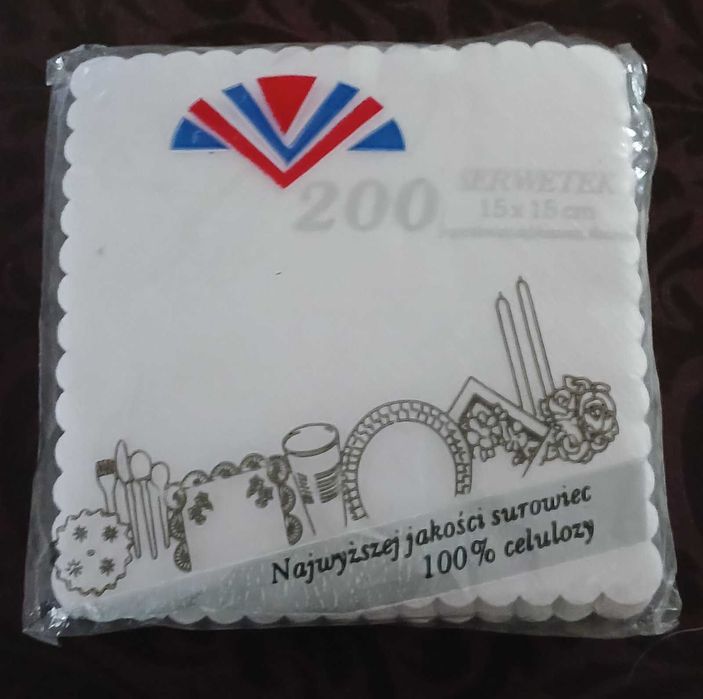 200
SERWETEK
15 x 15 cm
Najwyższej jakości surowiec
100% celulozy